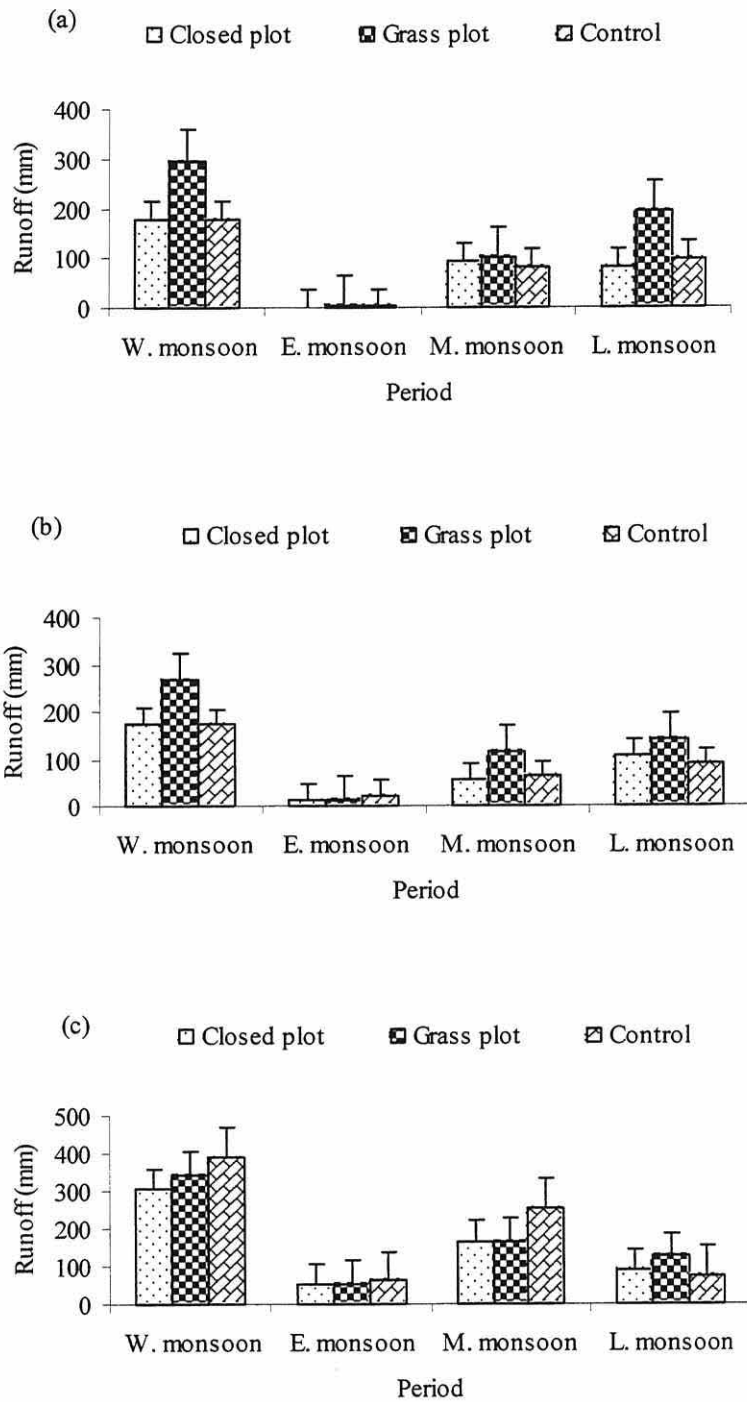 (a)
Closed plot Grass plot Control
400
300
200
100
0
Runoff (mm)
W. monsoon E. monsoon M. monsoon L. monsoon
Period
(b)
Closed plot Grass plot Control
400
300
200
100
0
Runoff (mm)
W. monsoon E. monsoon M. monsoon L. monsoon
Period
(c)
Closed plot Grass plot Control
500
400
300
200
100
0
Runoff (mm)
W. monsoon E. monsoon M. monsoon L. monsoon
Period